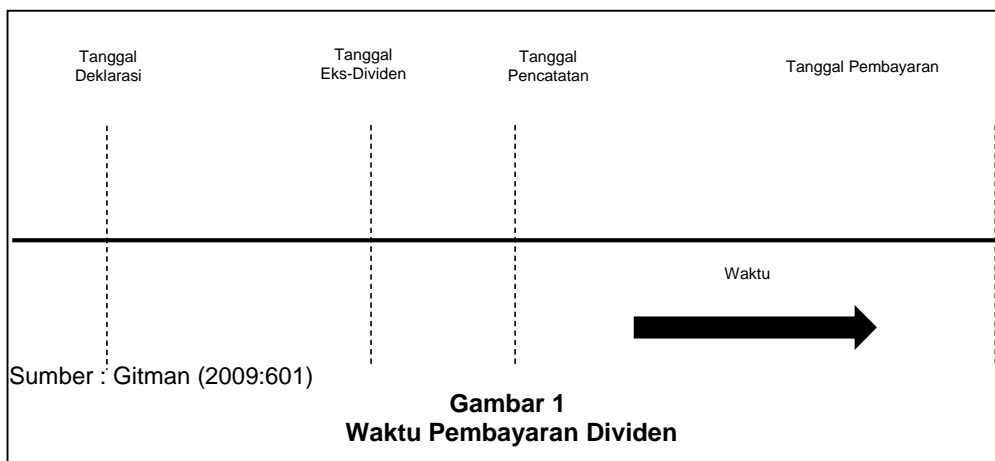 Tanggal
Deklarasi
Tanggal
Eks-Dividen
Tanggal
Pencatatan
Tanggal Pembayaran
Waktu
Sumber : Gitman (2009:601)
Gambar 1
Waktu Pembayaran Dividen